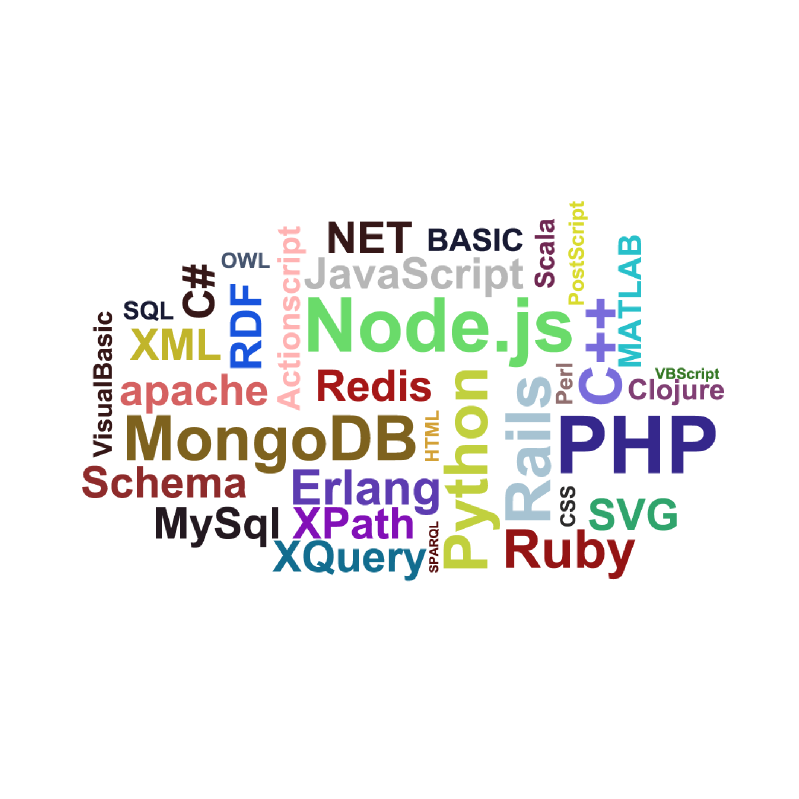 NET
BASIC
Scala
PostScript
OWL
JavaScript
C#
Actionscript
MATLAB
SQL
RDF
Node.js
C++
XML
VisualBasic
apache
Redis
Perl
VBScript
Clojure
MongoDB
HTML
Python
Rails
PHP
Schema
Erlang
CSS
SVG
MySql
XPath
XQuery
SPARQL
Ruby